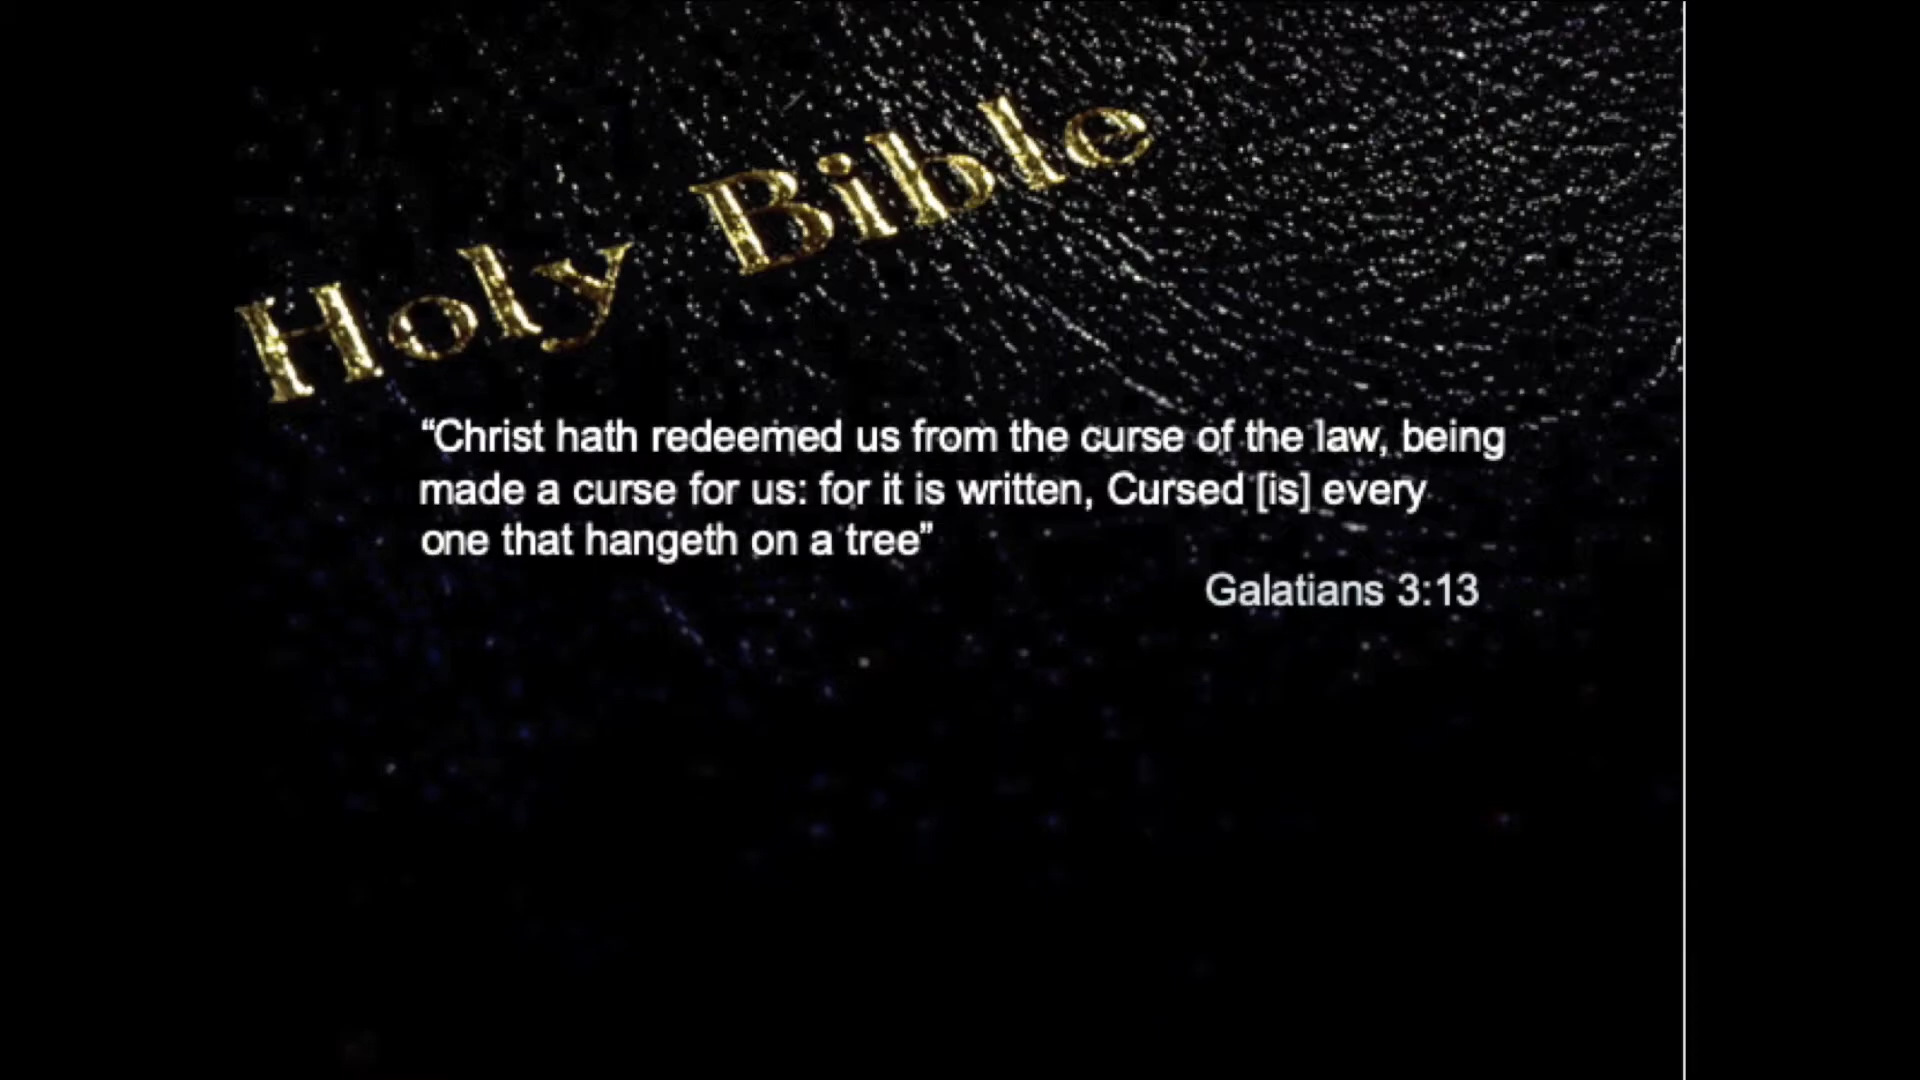 Holy Bible
“Christ hath redeemed us from the curse of the law, being
made a curse for us: for it is written, Cursed [is] every
one that hangeth on a tree”
Galatians 3:13